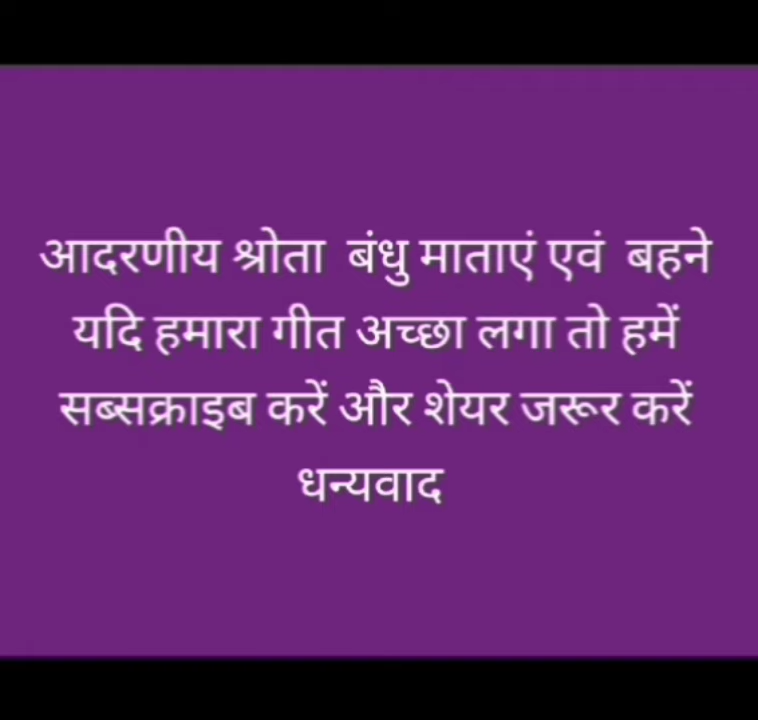 आदरणीय श्रोता बंधु माताएं एवं बहने
यदि हमारा गीत अच्छा लगा तो हमें
सब्सक्राइब करें और शेयर जरूर करें
धन्यवाद